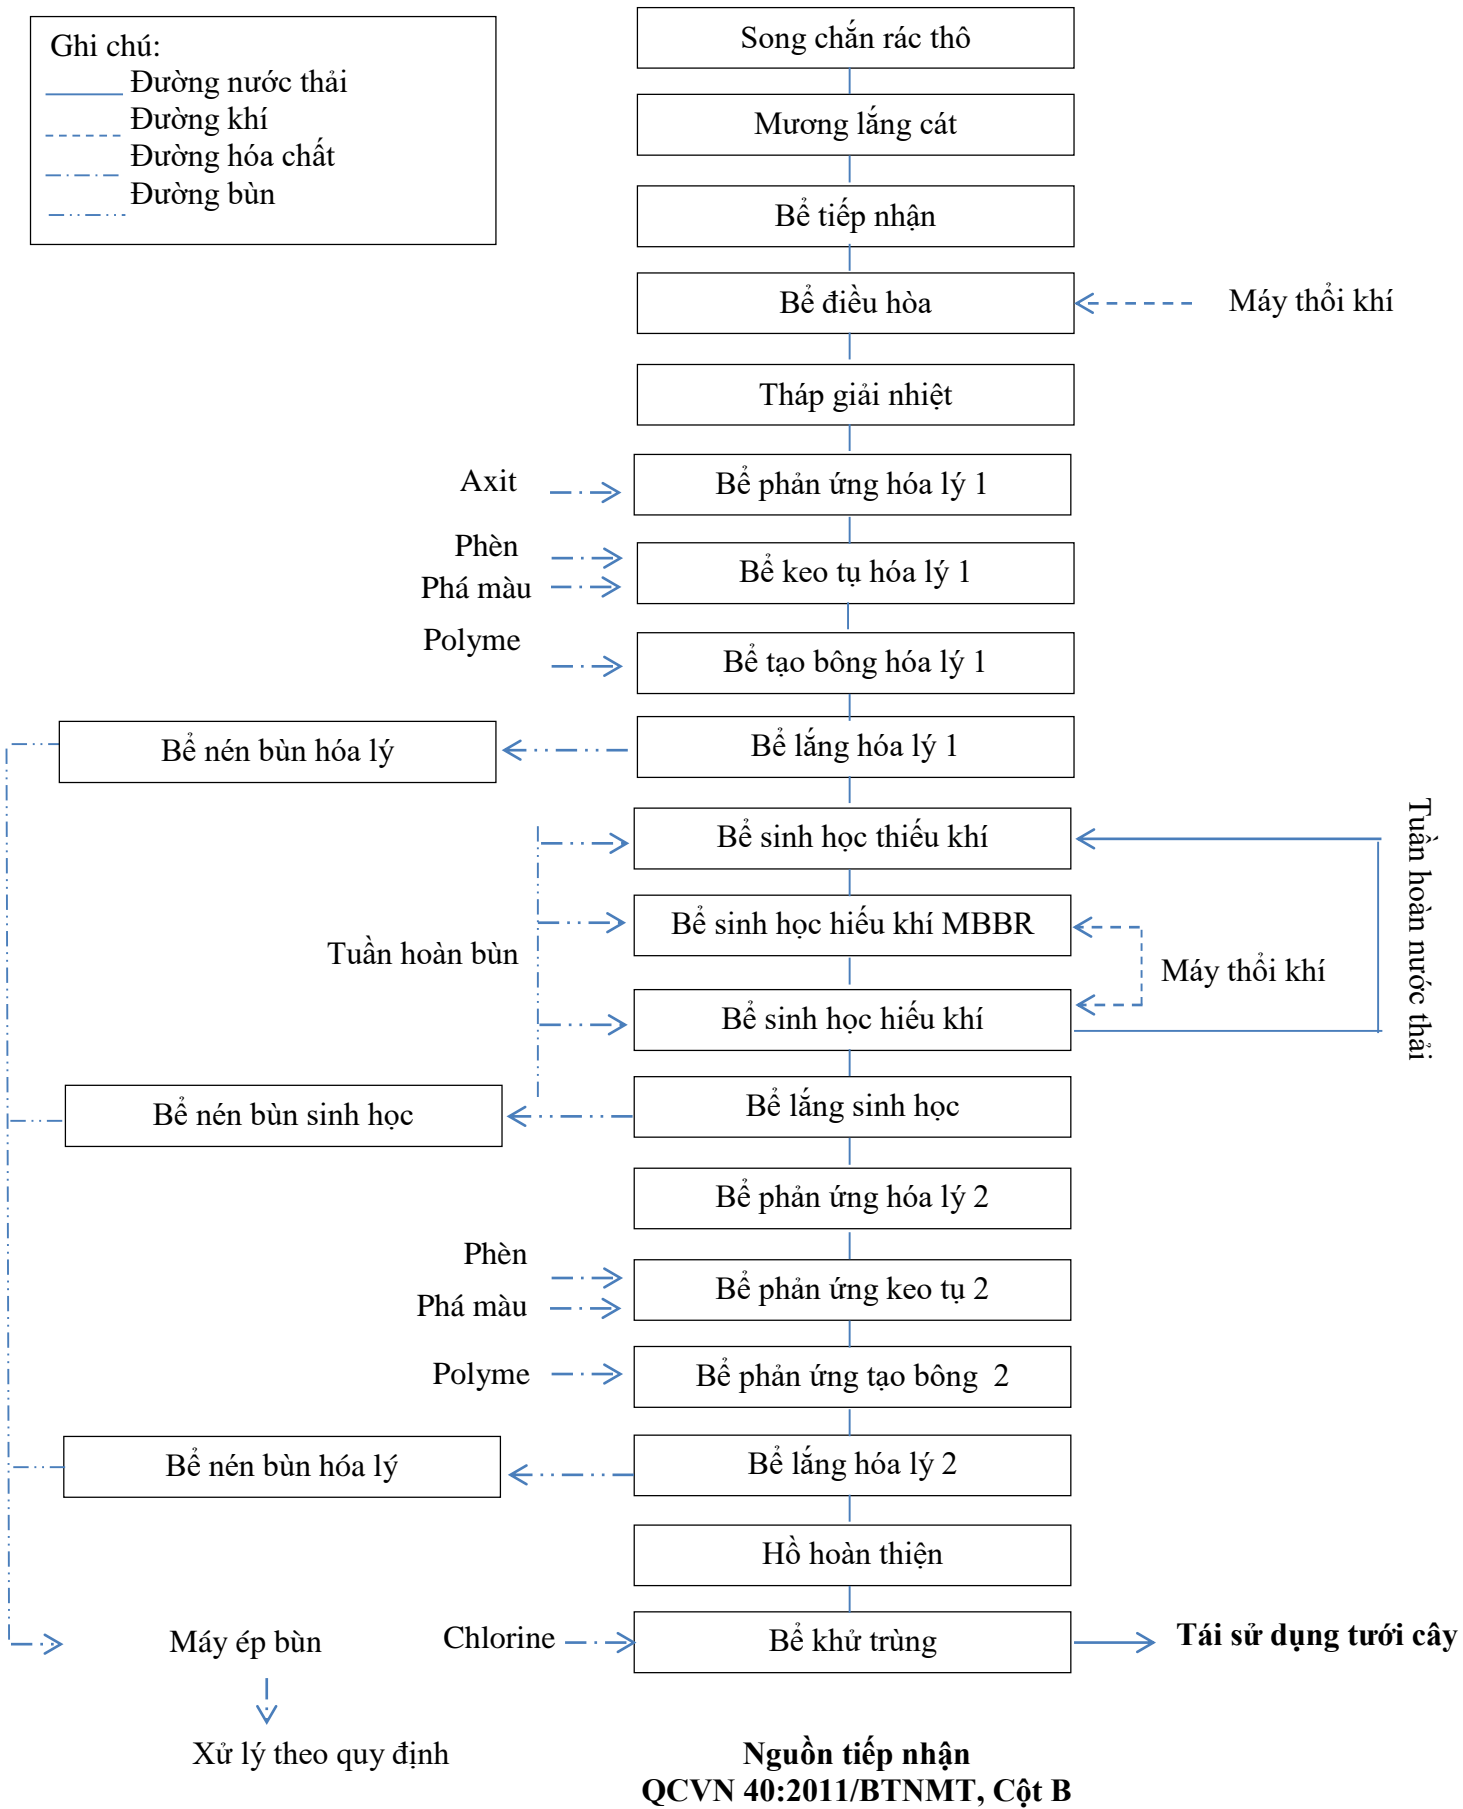 Ghi chú:
Đường nước thải
Đường khí
Đường hóa chất
Đường bùn
Song chắn rác thô
Mương lắng cát
Bể tiếp nhận
Bể điều hòa
Máy thổi khí
Tháp giải nhiệt
Axit
Bể phản ứng hóa lý 1
Phèn
Phá màu
Bể keo tụ hóa lý 1
Polyme
Bể tạo bông hóa lý 1
Bể nén bùn hóa lý
Bể lắng hóa lý 1
Bể sinh học thiếu khí
Tuần hoàn nước thải
Bể sinh học hiếu khí MBBR
Tuần hoàn bùn
Máy thổi khí
Bể sinh học hiếu khí
Bể nén bùn sinh học
Bể lắng sinh học
Bể phản ứng hóa lý 2
Phèn
Phá màu
Bể phản ứng keo tụ 2
Polyme
Bể phản ứng tạo bông 2
Bể nén bùn hóa lý
Bể lắng hóa lý 2
Hồ hoàn thiện
Máy ép bùn
Chlorine
Bể khử trùng
Tái sử dụng tưới cây
Xử lý theo quy định
Nguồn tiếp nhận
QCVN 40:2011/BTNMT, Cột B